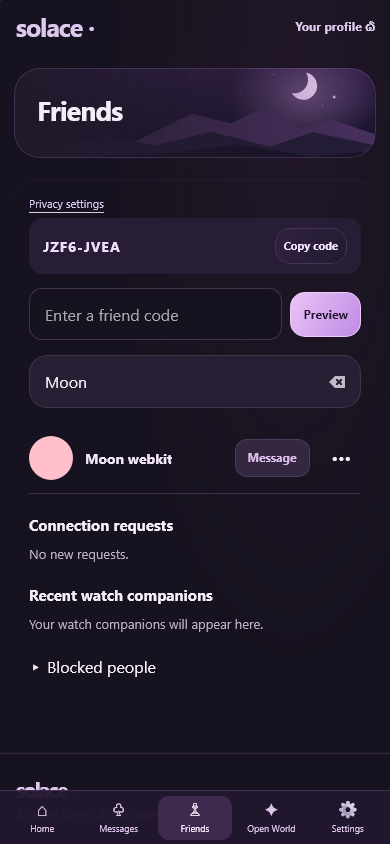 solace
Your profile
Friends
Privacy settings
JZF6-JVEA
Copy code
Enter a friend code
Preview
Moon
Moon webkit
Message
Connection requests
No new requests.
Recent watch companions
Your watch companions will appear here.
Blocked people
solace
Home
Messages
Friends
Open World
Settings